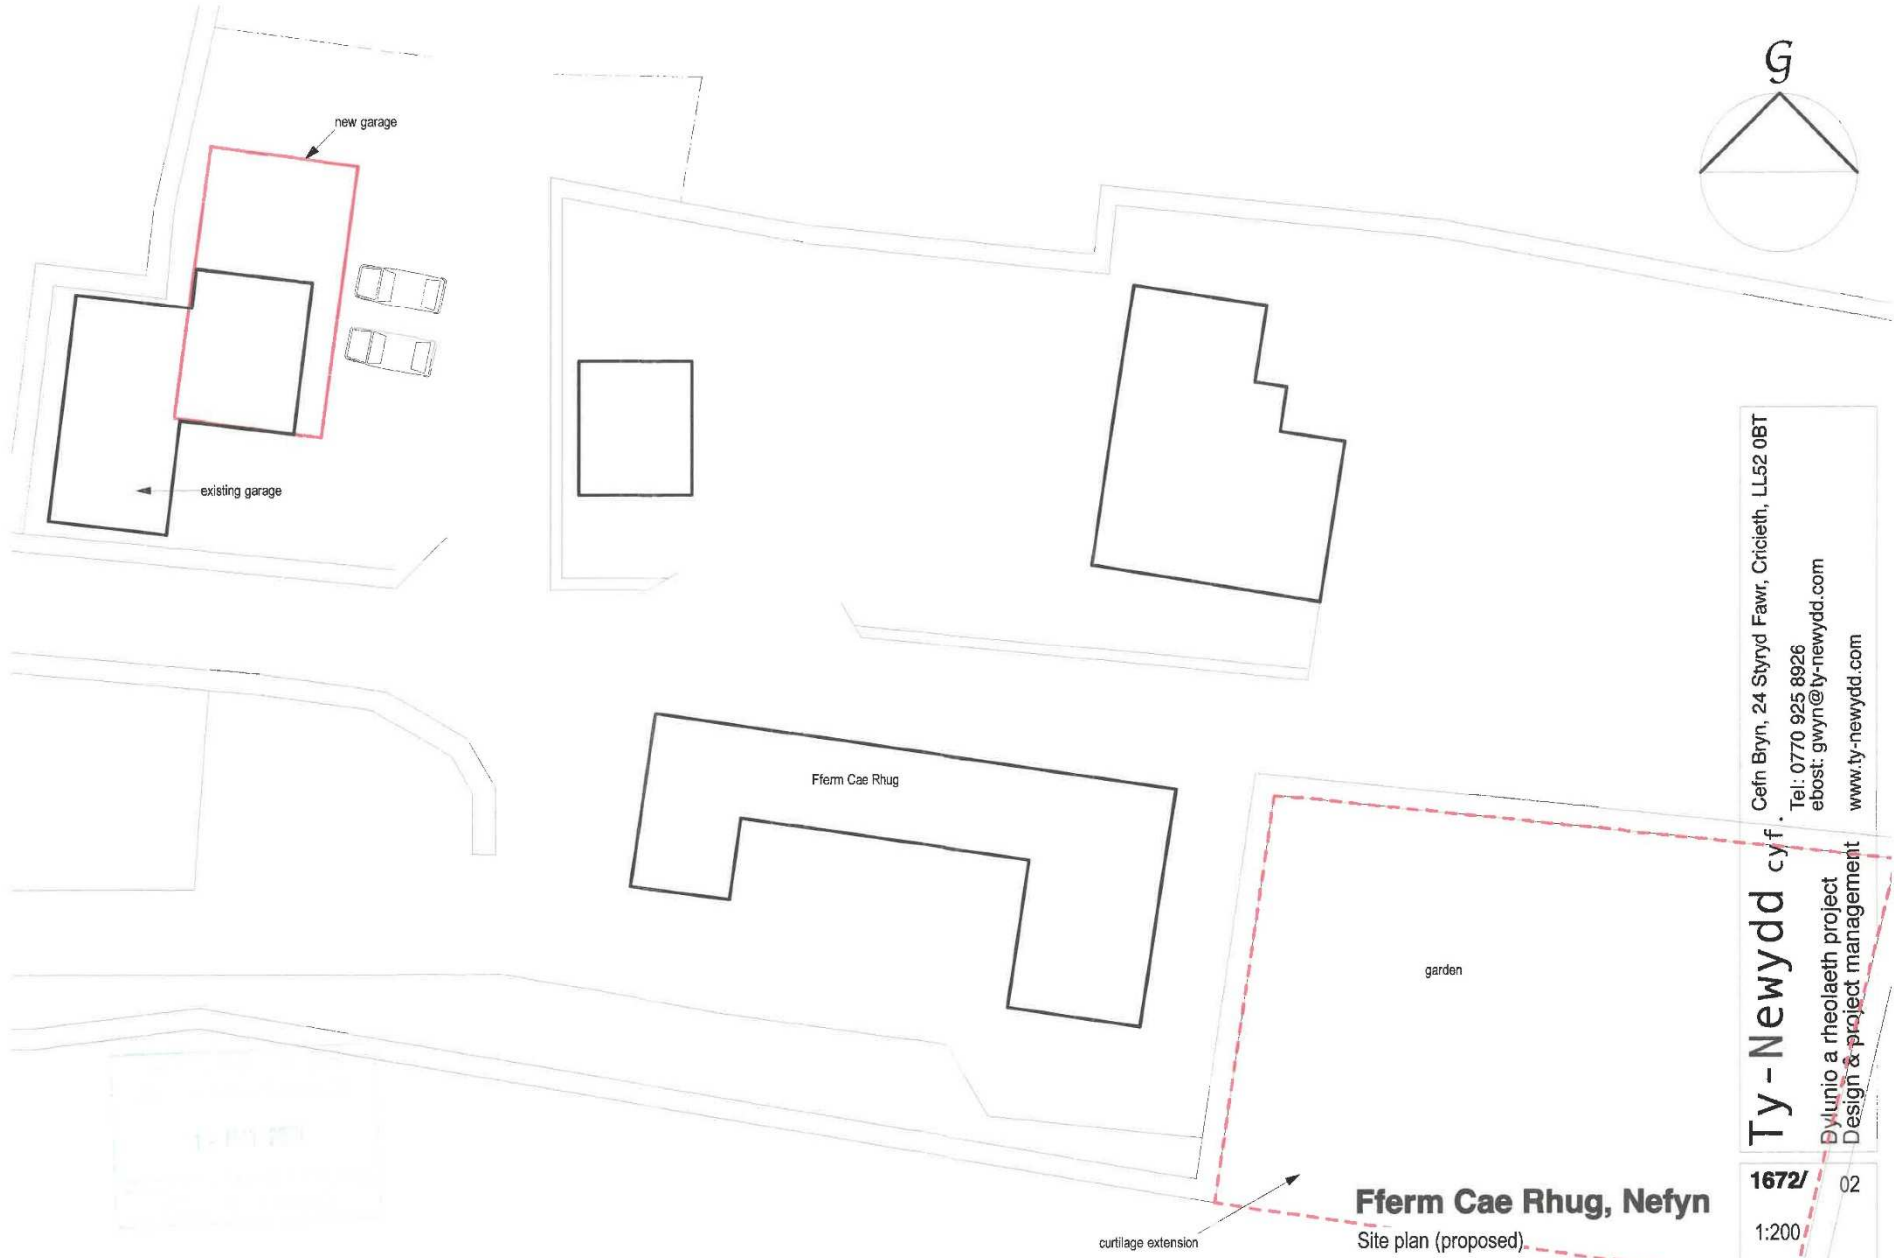 G
new garage
existing garage
Fferm Cae Rhug
garden
curtilage extension
Fferm Cae Rhug, Nefyn
Site plan (proposed)
Ty-Newydd cyf.
Cefn Bryn, 24 Styryd Fawr, Cricieth, LL52 0BT
Tel: 0770 925 8926
ebost: gwyn@ty-newydd.com
www.ty-newydd.com
Dylunio a rheolaeth project
Design & project management
1672/ 02
1:200